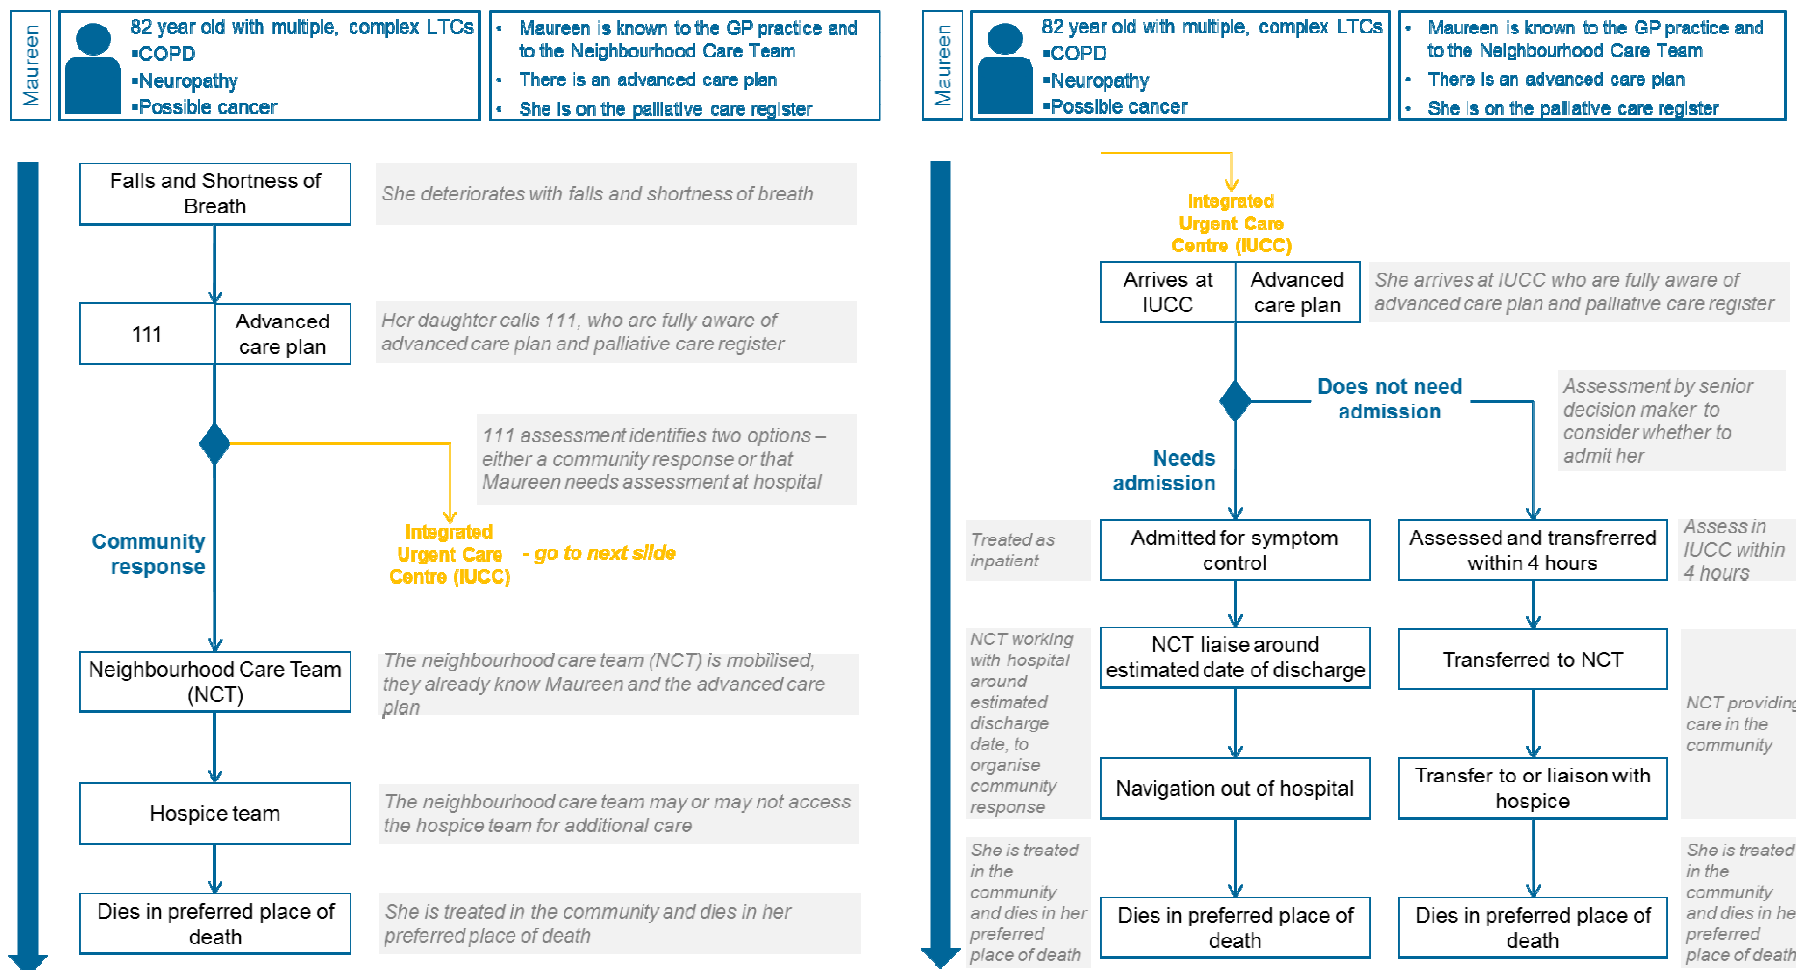 Maureen
82 year old with multiple, complex LTCs
▪COPD
▪Neuropathy
▪Possible cancer
• Maureen is known to the GP practice and
to the Neighbourhood Care Team
• There is an advanced care plan
• She is on the palliative care register
Falls and Shortness of
Breath
She deteriorates with falls and shortness of breath
111
Advanced
care plan
Her daughter calls 111, who are fully aware of
advanced care plan and palliative care register
111 assessment identifies two options –
either a community response or that
Maureen needs assessment at hospital
Community
response
Integrated
Urgent Care
Centre (IUCC)
- go to next slide
Neighbourhood Care Team
(NCT)
The neighbourhood care team (NCT) is mobilised,
they already know Maureen and the advanced care
plan
Hospice team
The neighbourhood care team may or may not access
the hospice team for additional care
Dies in preferred place of
death
She is treated in the community and dies in her
preferred place of death
Maureen
82 year old with multiple, complex LTCs
▪COPD
▪Neuropathy
▪Possible cancer
• Maureen is known to the GP practice and
to the Neighbourhood Care Team
• There is an advanced care plan
• She is on the palliative care register
Integrated
Urgent Care
Centre (IUCC)
Arrives at
IUCC
Advanced
care plan
She arrives at IUCC who are fully aware of
advanced care plan and palliative care register
Does not need
admission
Assessment by senior
decision maker to
consider whether to
admit her
Needs
admission
Treated as
inpatient
Admitted for symptom
control
Assessed and transferred
within 4 hours
Assess in
IUCC within
4 hours
NCT working
with hospital
around
estimated
discharge
date, to
organise
community
response
NCT liaise around
estimated date of discharge
Transferred to NCT
NCT providing
care in the
community
Navigation out of hospital
Transfer to or liaison with
hospice
She is treated
in the
community
and dies in her
preferred
place of death
Dies in preferred place of
death
Dies in preferred place of
death
She is treated
in the
community
and dies in her
preferred
place of death